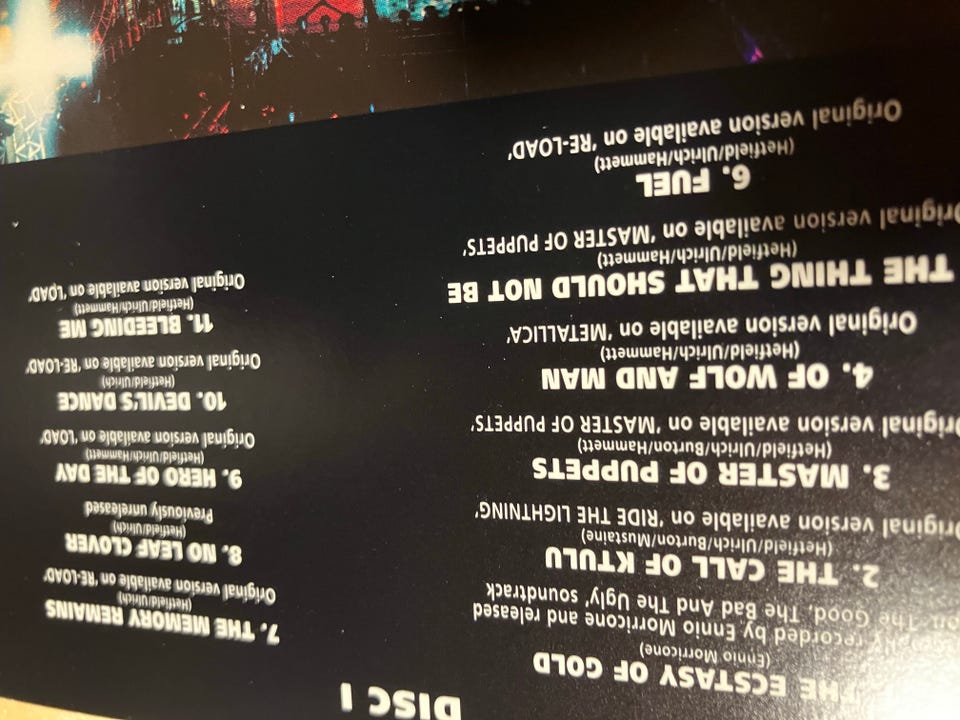 DISC I
THE ECSTASY OF GOLD
(Ennio Morricone)
recorded by Ennio Morricone and released
on 'The Good, The Bad And The Ugly' soundtrack
2. THE CALL OF KTULU
(Hetfield/Ulrich/Burton/Mustaine)
Original version available on 'RIDE THE LIGHTNING'
3. MASTER OF PUPPETS
(Hetfield/Ulrich/Burton/Hammett)
Original version available on 'MASTER OF PUPPETS'
4. OF WOLF AND MAN
(Hetfield/Ulrich/Hammett)
Original version available on 'METALLICA'
THE THING THAT SHOULD NOT BE
(Hetfield/Ulrich/Hammett)
Original version available on 'MASTER OF PUPPETS'
6. FUEL
(Hetfield/Ulrich/Hammett)
Original version available on 'RE-LOAD'
7. THE MEMORY REMAINS
(Hetfield/Ulrich)
Original version available on 'RE-LOAD'
8. NO LEAF CLOVER
(Hetfield/Ulrich)
Previously unreleased
9. HERO OF THE DAY
(Hetfield/Ulrich/Hammett)
Original version available on 'LOAD'
10. DEVIL'S DANCE
(Hetfield/Ulrich)
Original version available on 'RE-LOAD'
11. BLEEDING ME
(Hetfield/Ulrich/Hammett)
Original version available on 'LOAD'